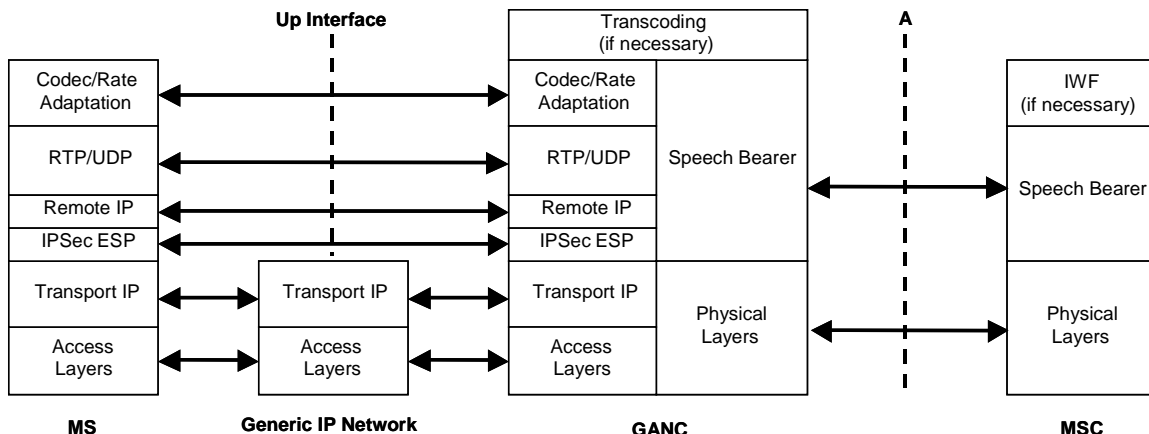 Up Interface
A
Transcoding
(if necessary)
Codec/Rate
Adaptation
RTP/UDP
Remote IP
IPSec ESP
Transport IP
Access
Layers
MS
Transport IP
Access
Layers
Generic IP Network
Codec/Rate
Adaptation
RTP/UDP
Remote IP
IPSec ESP
Transport IP
Access
Layers
Speech Bearer
Physical
Layers
GANC
IWF
(if necessary)
Speech Bearer
Physical
Layers
MSC